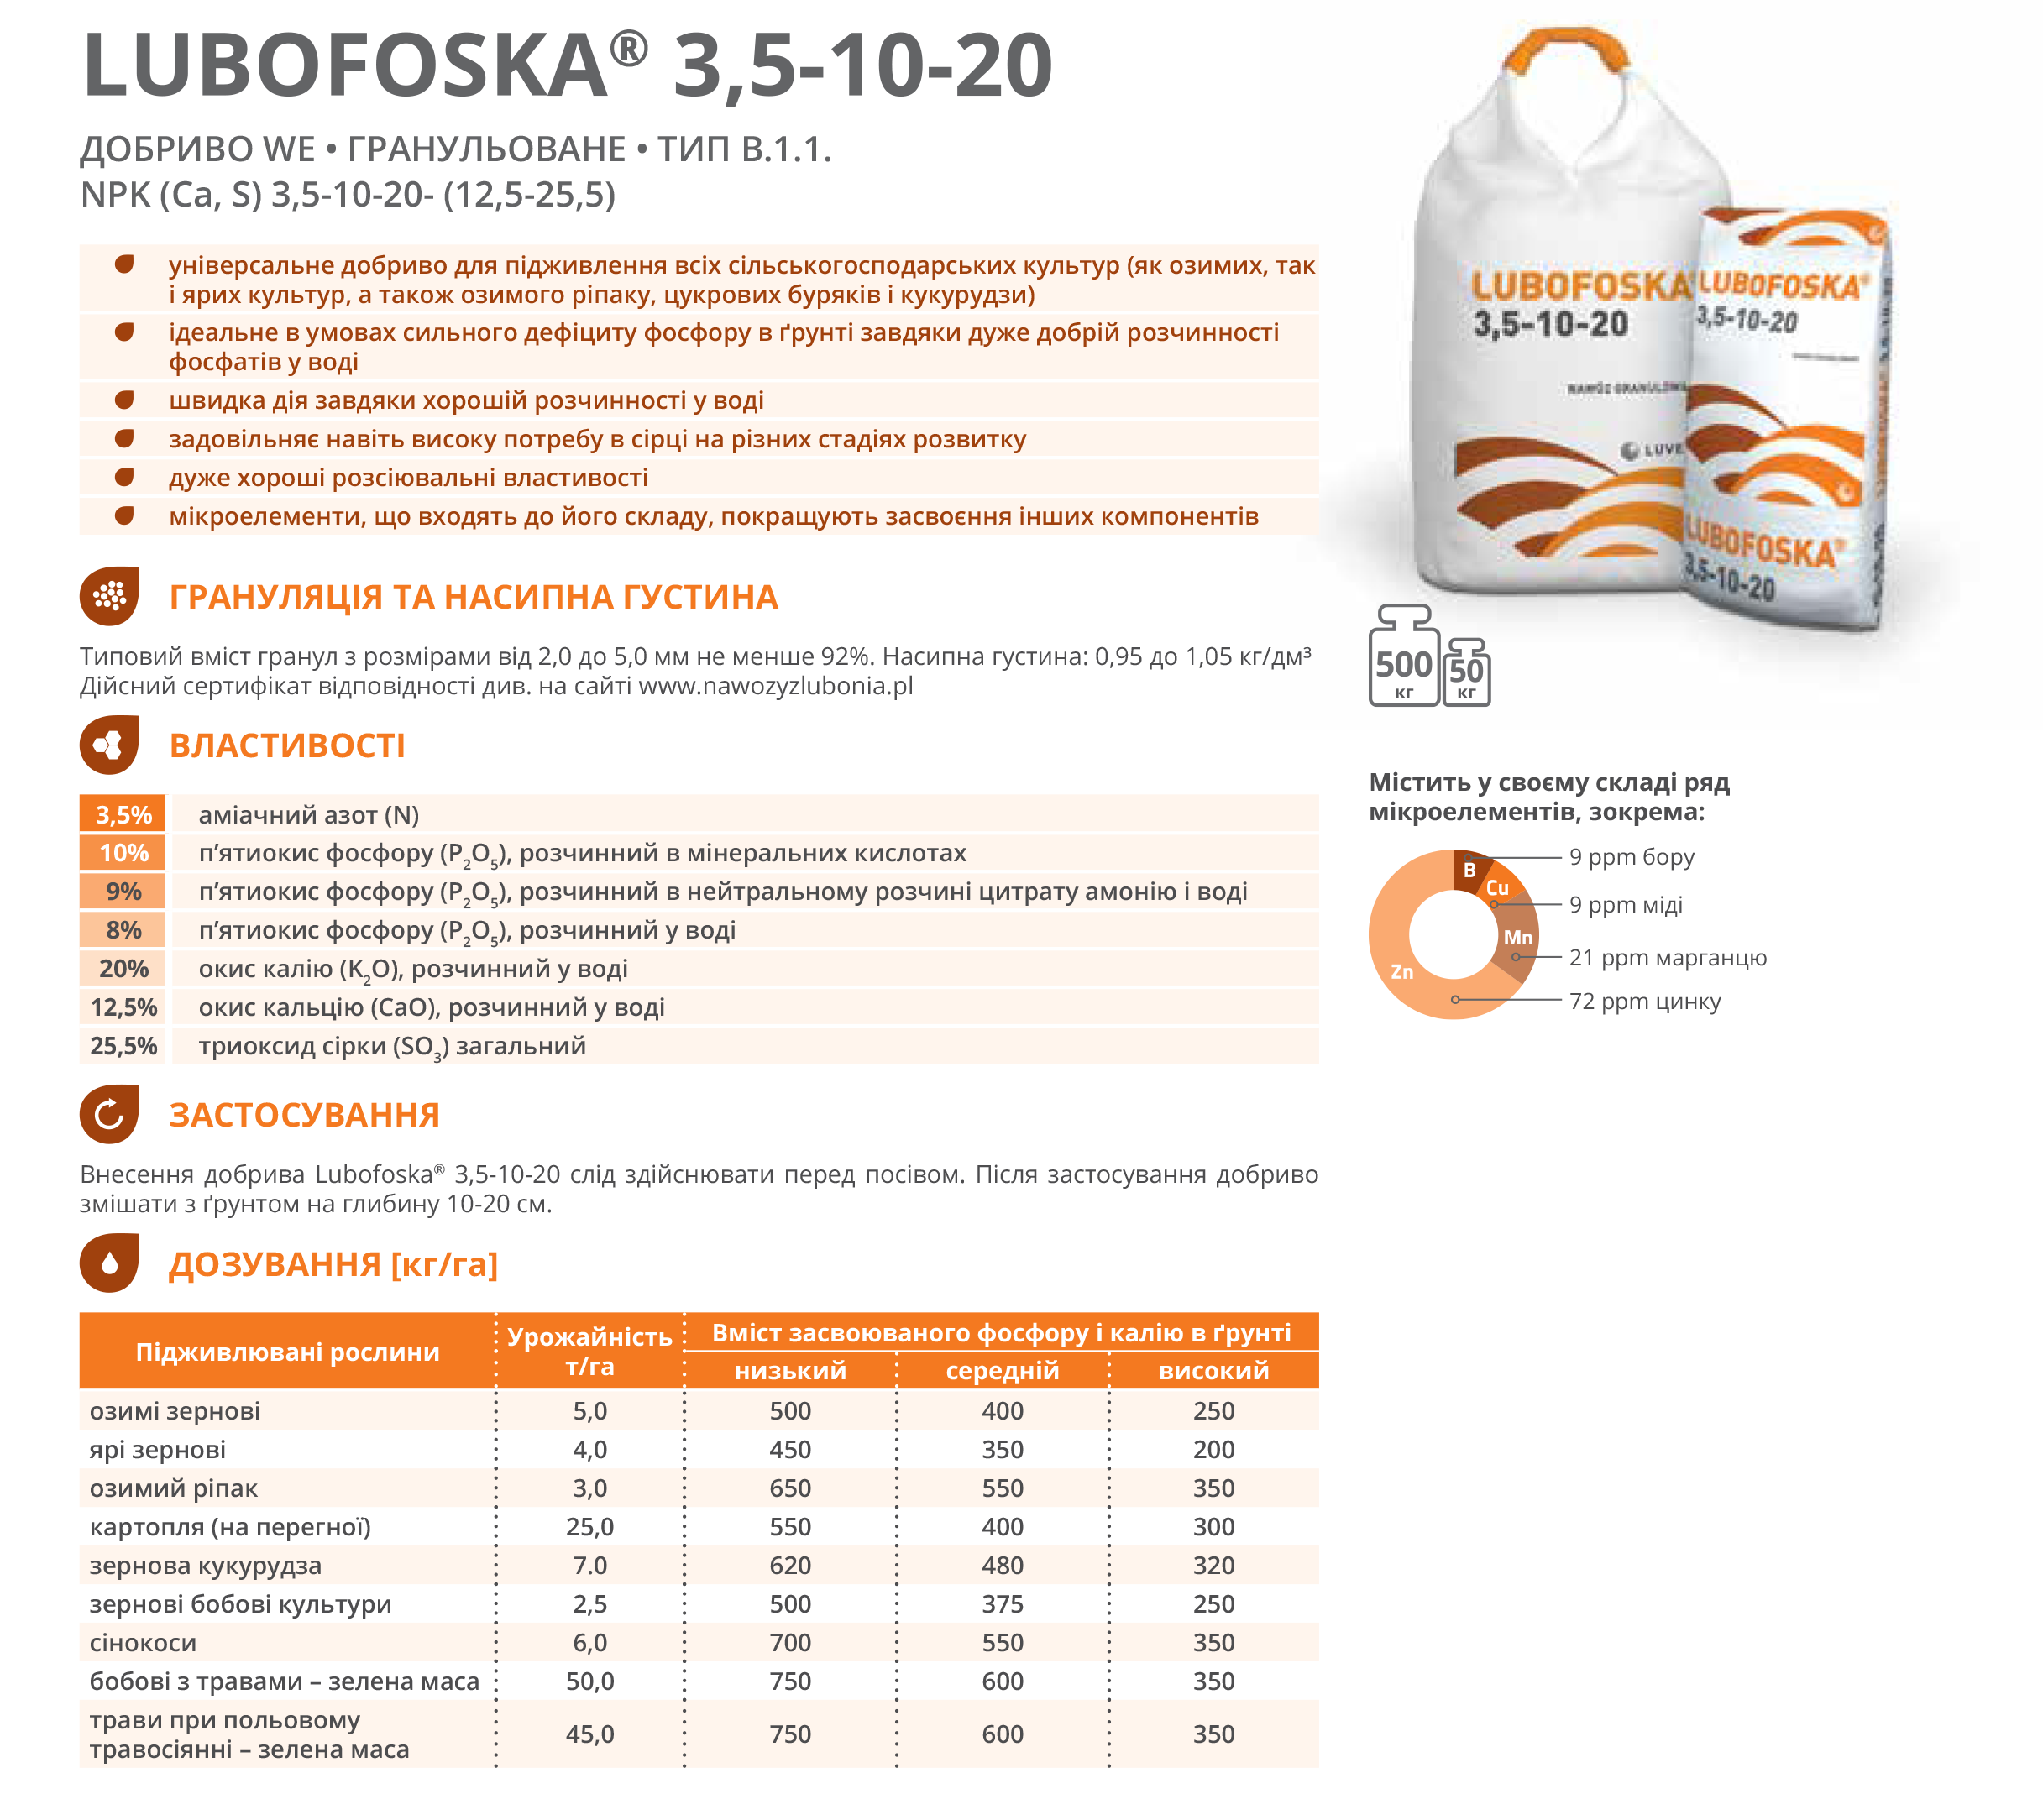 LUBOFOSKA® 3,5-10-20
ДОБРИВО WE • ГРАНУЛЬОВАНЕ • ТИП В.1.1.
NPK (Ca, S) 3,5-10-20- (12,5-25,5)
універсальне добриво для підживлення всіх сільськогосподарських культур (як озимих, так
і ярих культур, а також озимого ріпаку, цукрових буряків і кукурудзи)
ідеальне в умовах сильного дефіциту фосфору в ґрунті завдяки дуже добрій розчинності
фосфатів у воді
швидка дія завдяки хорошій розчинності у воді
задовільняє навіть високу потребу в сірці на різних стадіях розвитку
дуже хороші розсіювальні властивості
мікроелементи, що входять до його складу, покращують засвоєння інших компонентів
LUBOFOSKA
3,5-10-20
NAWÓZ GRANULOWA
LUVE
LUBOFOSKA®
3,5-10-20
LUBOFOSKA®
3,5-10-20
500
кг
50
кг
ГРАНУЛЯЦІЯ ТА НАСИПНА ГУСТИНА
Типовий вміст гранул з розмірами від 2,0 до 5,0 мм не менше 92%. Насипна густина: 0,95 до 1,05 кг/дм³
Дійсний сертифікат відповідності див. на сайті www.nawozyzlubonia.pl
ВЛАСТИВОСТІ
3,5% аміачний азот (N)
10% п’ятиокис фосфору (P₂O₅), розчинний в мінеральних кислотах
9% п’ятиокис фосфору (P₂O₅), розчинний в нейтральному розчині цитрату амонію і воді
8% п’ятиокис фосфору (P₂O₅), розчинний у воді
20% окис калію (K₂O), розчинний у воді
12,5% окис кальцію (CaO), розчинний у воді
25,5% триоксид сірки (SO₃) загальний
Містить у своєму складі ряд
мікроелементів, зокрема:
B
Cu
Mn
Zn
9 ppm бору
9 ppm міді
21 ppm марганцю
72 ppm цинку
ЗАСТОСУВАННЯ
Внесення добрива Lubofoska® 3,5-10-20 слід здійснювати перед посівом. Після застосування добриво
змішати з ґрунтом на глибину 10-20 см.
ДОЗУВАННЯ [кг/га]
Підживлювані рослини
Урожайність
т/га
Вміст засвоюваного фосфору і калію в ґрунті
низький середній високий
озимі зернові 5,0 500 400 250
ярі зернові 4,0 450 350 200
озимий ріпак 3,0 650 550 350
картопля (на перегної) 25,0 550 400 300
зернова кукурудза 7.0 620 480 320
зернові бобові культури 2,5 500 375 250
сінокоси 6,0 700 550 350
бобові з травами – зелена маса 50,0 750 600 350
трави при польовому
травосіянні – зелена маса 45,0 750 600 350